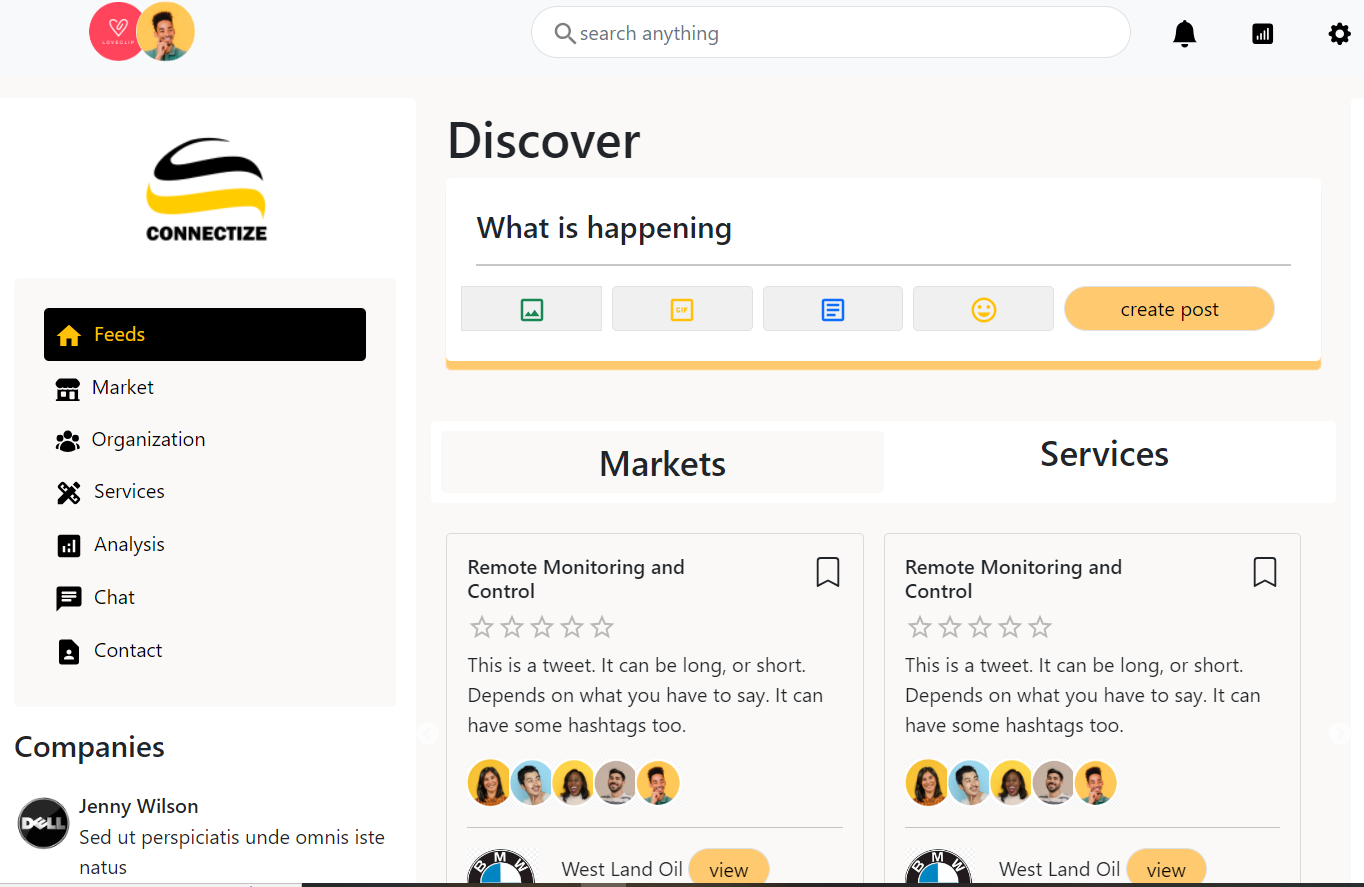 LOVECLIP
search anything
CONNECTIZE
Feeds
Market
Organization
Services
Analysis
Chat
Contact
Companies
DELL
Jenny Wilson
Sed ut perspiciatis unde omnis iste
natus
Discover
What is happening
GIF
create post
Markets
Services
Remote Monitoring and
Control
This is a tweet. It can be long, or short.
Depends on what you have to say. It can
have some hashtags too.
BMW
West Land Oil
view
Remote Monitoring and
Control
This is a tweet. It can be long, or short.
Depends on what you have to say. It can
have some hashtags too.
BMW
West Land Oil
view